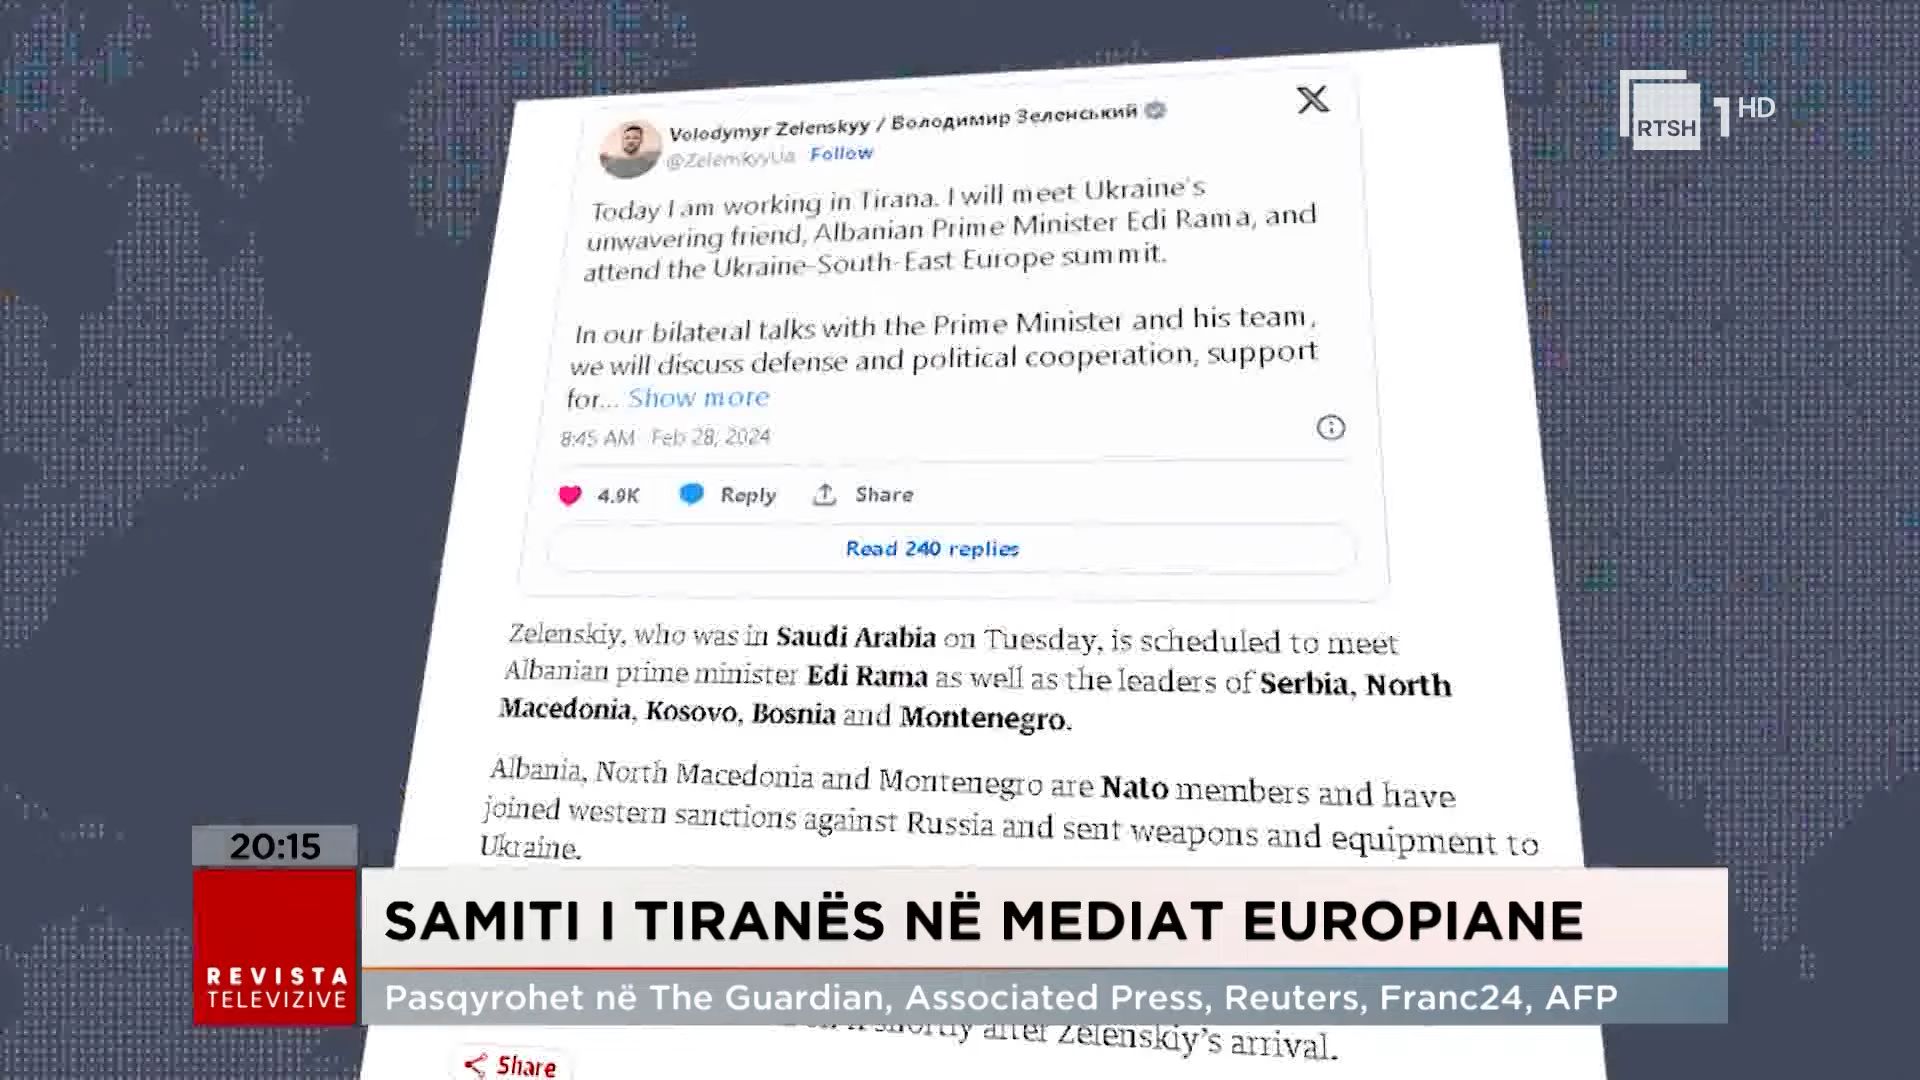 RTSH 1 HD
Volodymyr Zelenskyy / Володимир Зеленський
@ZelenskyyUa Follow
Today I am working in Tirana. I will meet Ukraine's
unwavering friend, Albanian Prime Minister Edi Rama, and
attend the Ukraine-South-East Europe summit.
In our bilateral talks with the Prime Minister and his team,
we will discuss defense and political cooperation, support
for... Show more
8:45 AM · Feb 28, 2024
4.9K Reply Share
Read 240 replies
Zelenskiy, who was in Saudi Arabia on Tuesday, is scheduled to meet
Albanian prime minister Edi Rama as well as the leaders of Serbia, North
Macedonia, Kosovo, Bosnia and Montenegro.
Albania, North Macedonia and Montenegro are Nato members and have
joined western sanctions against Russia and sent weapons and equipment to
Ukraine.
20:15
SAMITI I TIRANËS NË MEDIAT EUROPIANE
REVISTA
TELEVIZIVE
Pasqyrohet në The Guardian, Associated Press, Reuters, Franc24, AFP
shortly after Zelenskiy's arrival.
Share